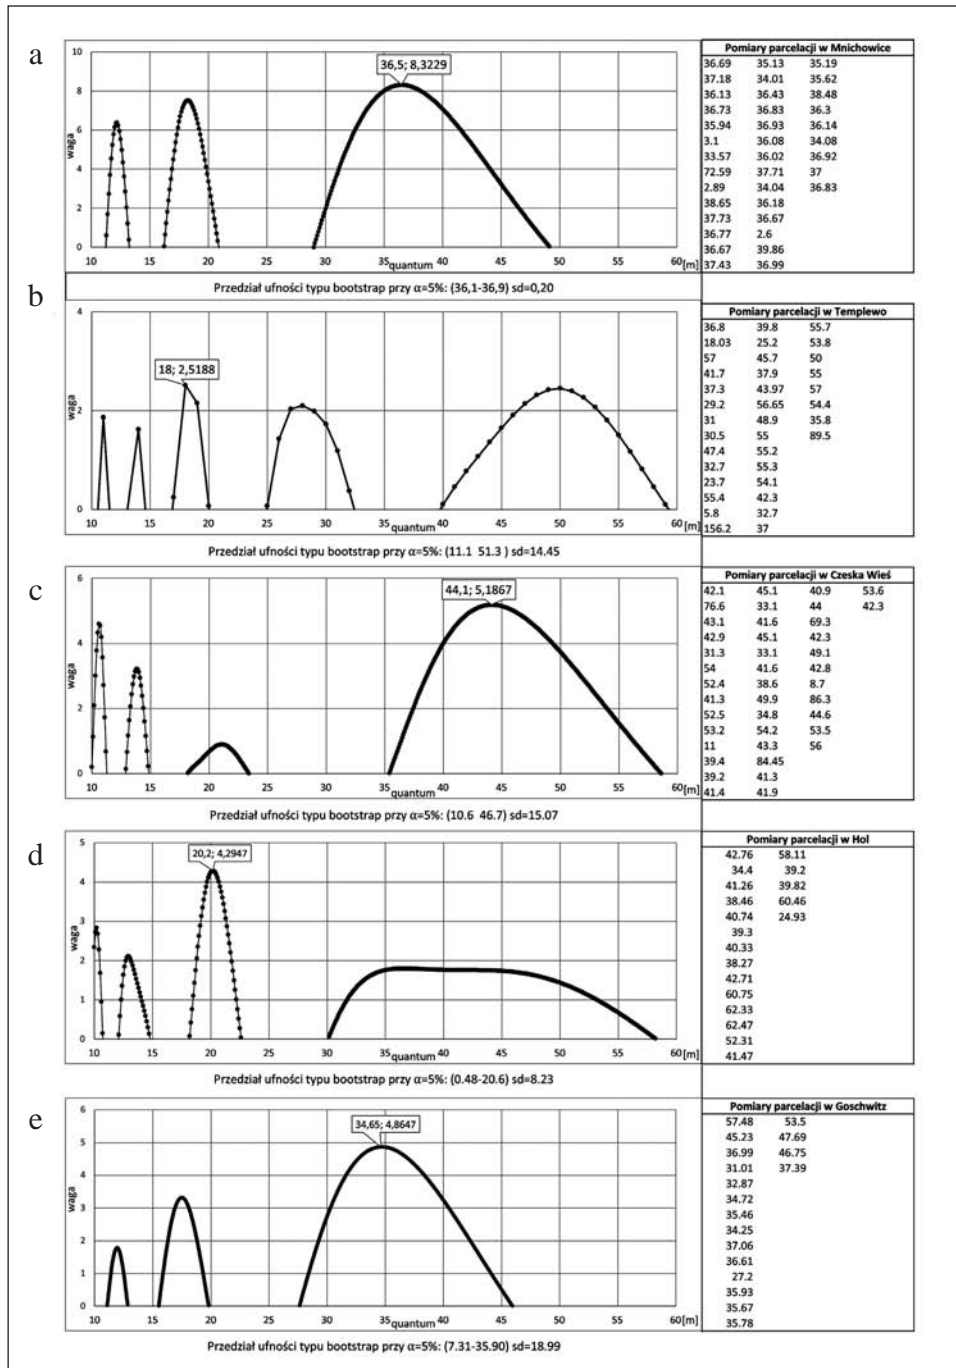 a
10
8
6
4
2
0
waga
36,5; 8,3229
10 15 20 25 30 35 40 45 50 55 60 [m]
quantum
Przedział ufności typu bootstrap przy α=5%: (36,1-36,9) sd=0,20
Pomiary parcelacji w Mnichowice
36.69 35.13 35.19
37.18 34.01 35.62
36.13 36.43 38.48
36.73 36.83 36.3
35.94 36.93 36.14
3.1 36.08 34.08
33.57 36.02 36.92
72.59 37.71 37
2.89 34.04 36.83
38.65 36.18
37.73 36.67
36.77 2.6
36.67 39.86
37.43 36.99
b
4
2
0
waga
18; 2,5188
10 15 20 25 30 35 40 45 50 55 60 [m]
quantum
Przedział ufności typu bootstrap przy α=5%: (11.1 51.3 ) sd=14.45
Pomiary parcelacji w Templewo
36.8 39.8 55.7
18.03 25.2 53.8
57 45.7 50
41.7 37.9 55
37.3 43.97 57
29.2 56.65 54.4
31 48.9 35.8
30.5 55 89.5
47.4 55.2
32.7 55.3
23.7 54.1
55.4 42.3
5.8 32.7
156.2 37
c
6
4
2
0
waga
44,1; 5,1867
10 15 20 25 30 35 40 45 50 55 60 [m]
quantum
Przedział ufności typu bootstrap przy α=5%: (10.6 46.7) sd=15.07
Pomiary parcelacji w Czeska Wieś
42.1 45.1 40.9 53.6
76.6 33.1 44 42.3
43.1 41.6 69.3
42.9 45.1 42.3
31.3 33.1 49.1
54 41.6 42.8
52.4 38.6 8.7
41.3 49.9 86.3
52.5 34.8 44.6
53.2 54.2 53.5
11 43.3 56
39.4 84.45
39.2 41.3
41.4 41.9
d
5
4
3
2
1
0
waga
20,2; 4,2947
10 15 20 25 30 35 40 45 50 55 60 [m]
quantum
Przedział ufności typu bootstrap przy α=5%: (0.48-20.6) sd=8.23
Pomiary parcelacji w Hol
42.76 58.11
34.4 39.2
41.26 39.82
38.46 60.46
40.74 24.93
39.3
40.33
38.27
42.71
60.75
62.33
62.47
52.31
41.47
e
6
5
4
3
2
1
0
waga
34,65; 4,8647
10 15 20 25 30 35 40 45 50 55 60 [m]
quantum
Przedział ufności typu bootstrap przy α=5%: (7.31-35.90) sd=18.99
Pomiary parcelacji w Goschwitz
57.48 53.5
45.23 47.69
36.99 46.75
31.01 37.39
32.87
34.72
35.46
34.25
37.06
36.61
27.2
35.93
35.67
35.78